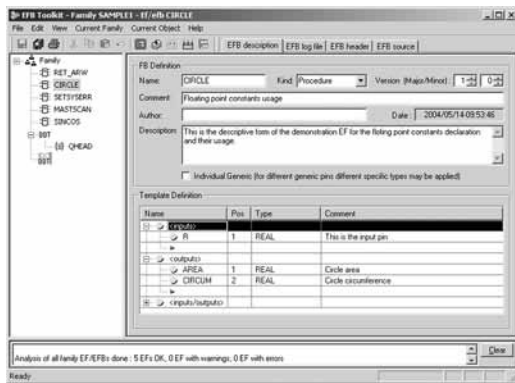 EFB Toolkit - Family SAMPLE1 - Ef/efb CIRCLE
File Edit View Current Family Current Object Help
EFB description EFB log file EFB header EFB source
Family
RET_ARW
CIRCLE
SETSYSERR
MASTSCAN
SINCOS
DDT
QHEAD
FB Definition
Name: CIRCLE Kind: Procedure Version (Major/Minor): 1 0
Comment Floating point constants usage
Author: Date: 2004/05/14-09:53:46
Description: This is the descriptive form of the demonstration EF for the floting point constants declaration
and their usage.
Individual Generic (for different generic pins different specific types may be applied)
Template Definition
Name Pos Type Comment
<inputs>
R 1 REAL This is the input pin
<outputs>
AREA 1 REAL Circle area
CIRCUM 2 REAL Circle circumference
<inputs/outputs>
Analysis of all family EF/EFBs done : 5 EFs OK, 0 EF with warnings, 0 EF with errors
Clear
Ready